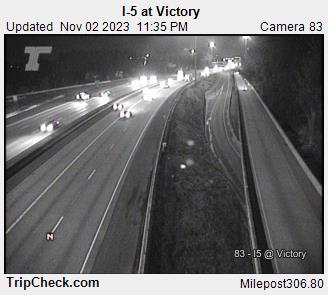 I-5 at Victory
Updated Nov 02 2023 11:35 PM Camera 83
T
N
83 - I5 @ Victory
TripCheck.com Milepost306.80